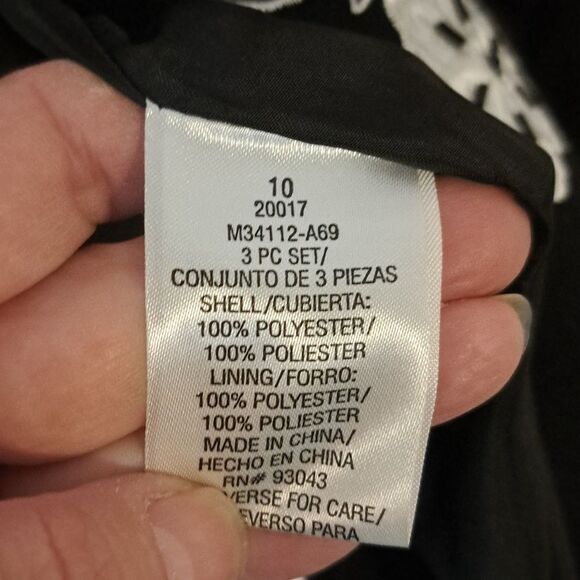 10
20017
M34112-A69
3 PC SET/
CONJUNTO DE 3 PIEZAS
SHELL/CUBIERTA:
100% POLYESTER/
100% POLIESTER
LINING/FORRO:
100% POLYESTER/
100% POLIESTER
MADE IN CHINA/
HECHO EN CHINA
RN# 93043
FOR CARE/
PARA